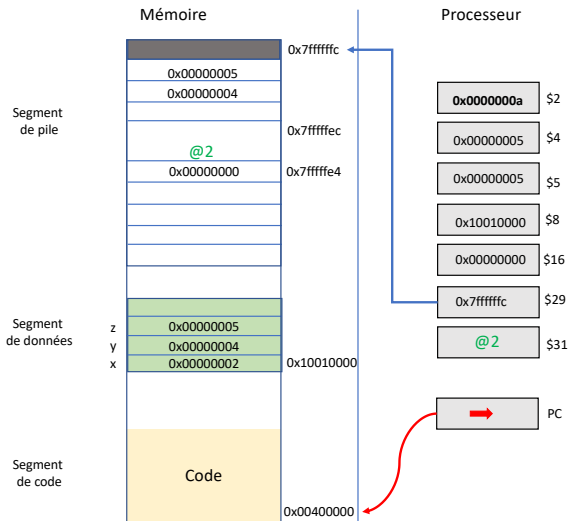 Mémoire
Processeur
0x7ffffffc
0x00000005
0x00000004
Segment
de pile
0x7fffffec
@2
0x00000000
0x7fffffe4
0x0000000a
$2
0x00000005
$4
0x00000005
$5
0x10010000
$8
0x00000000
$16
0x7ffffffc
$29
@2
$31
Segment
de données
z
0x00000005
y
0x00000004
x
0x00000002
0x10010000
PC
Segment
de code
Code
0x00400000